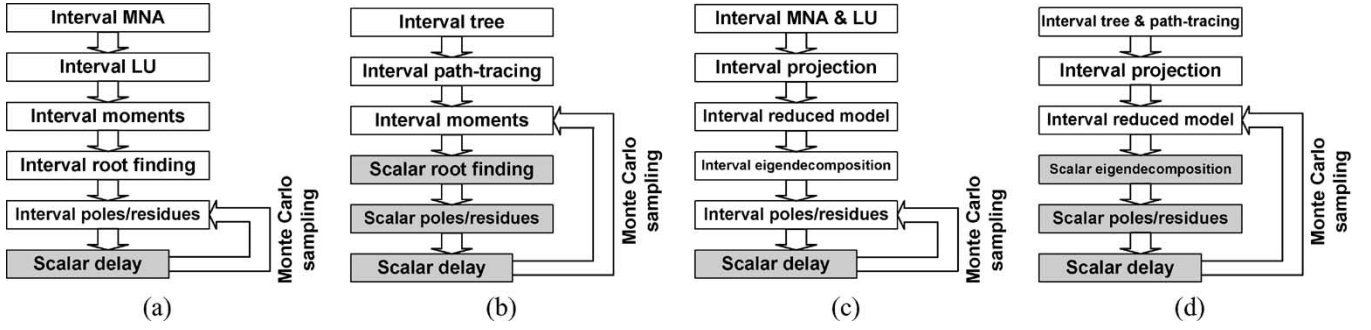 Interval MNA
Interval LU
Interval moments
Interval root finding
Interval poles/residues
Scalar delay
Monte Carlo
sampling
(a)
Interval tree
Interval path-tracing
Interval moments
Scalar root finding
Scalar poles/residues
Scalar delay
Monte Carlo
sampling
(b)
Interval MNA & LU
Interval projection
Interval reduced model
Interval eigendecomposition
Interval poles/residues
Scalar delay
Monte Carlo
sampling
(c)
Interval tree & path-tracing
Interval projection
Interval reduced model
Scalar eigendecomposition
Scalar poles/residues
Scalar delay
Monte Carlo
sampling
(d)